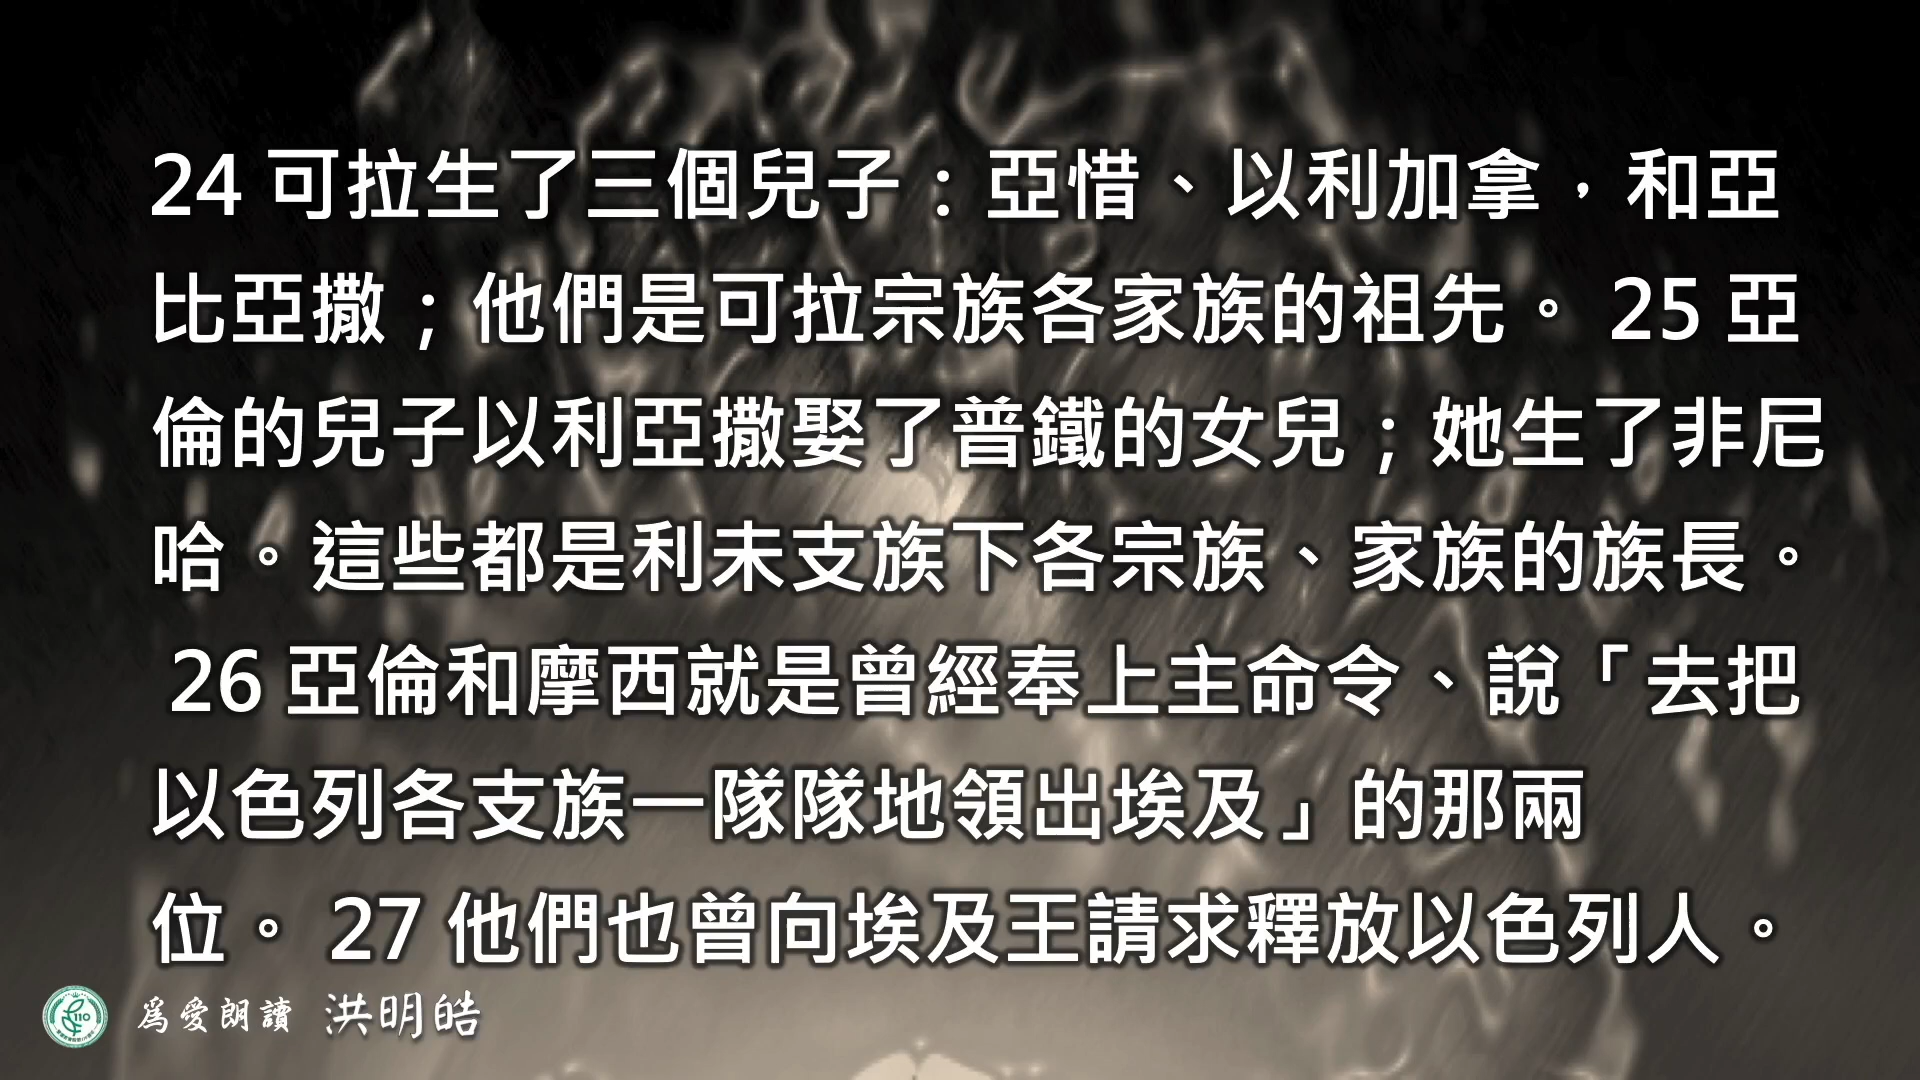 24 可拉生了三個兒子：亞惜、以利加拿，和亞
比亞撒；他們是可拉宗族各家族的祖先。 25 亞
倫的兒子以利亞撒娶了普鐵的女兒；她生了非尼
哈。這些都是利未支族下各宗族、家族的族長。
26 亞倫和摩西就是曾經奉上主命令、說「去把
以色列各支族一隊隊地領出埃及」的那兩
位。 27 他們也曾向埃及王請求釋放以色列人。
110
為愛朗讀 洪明皓